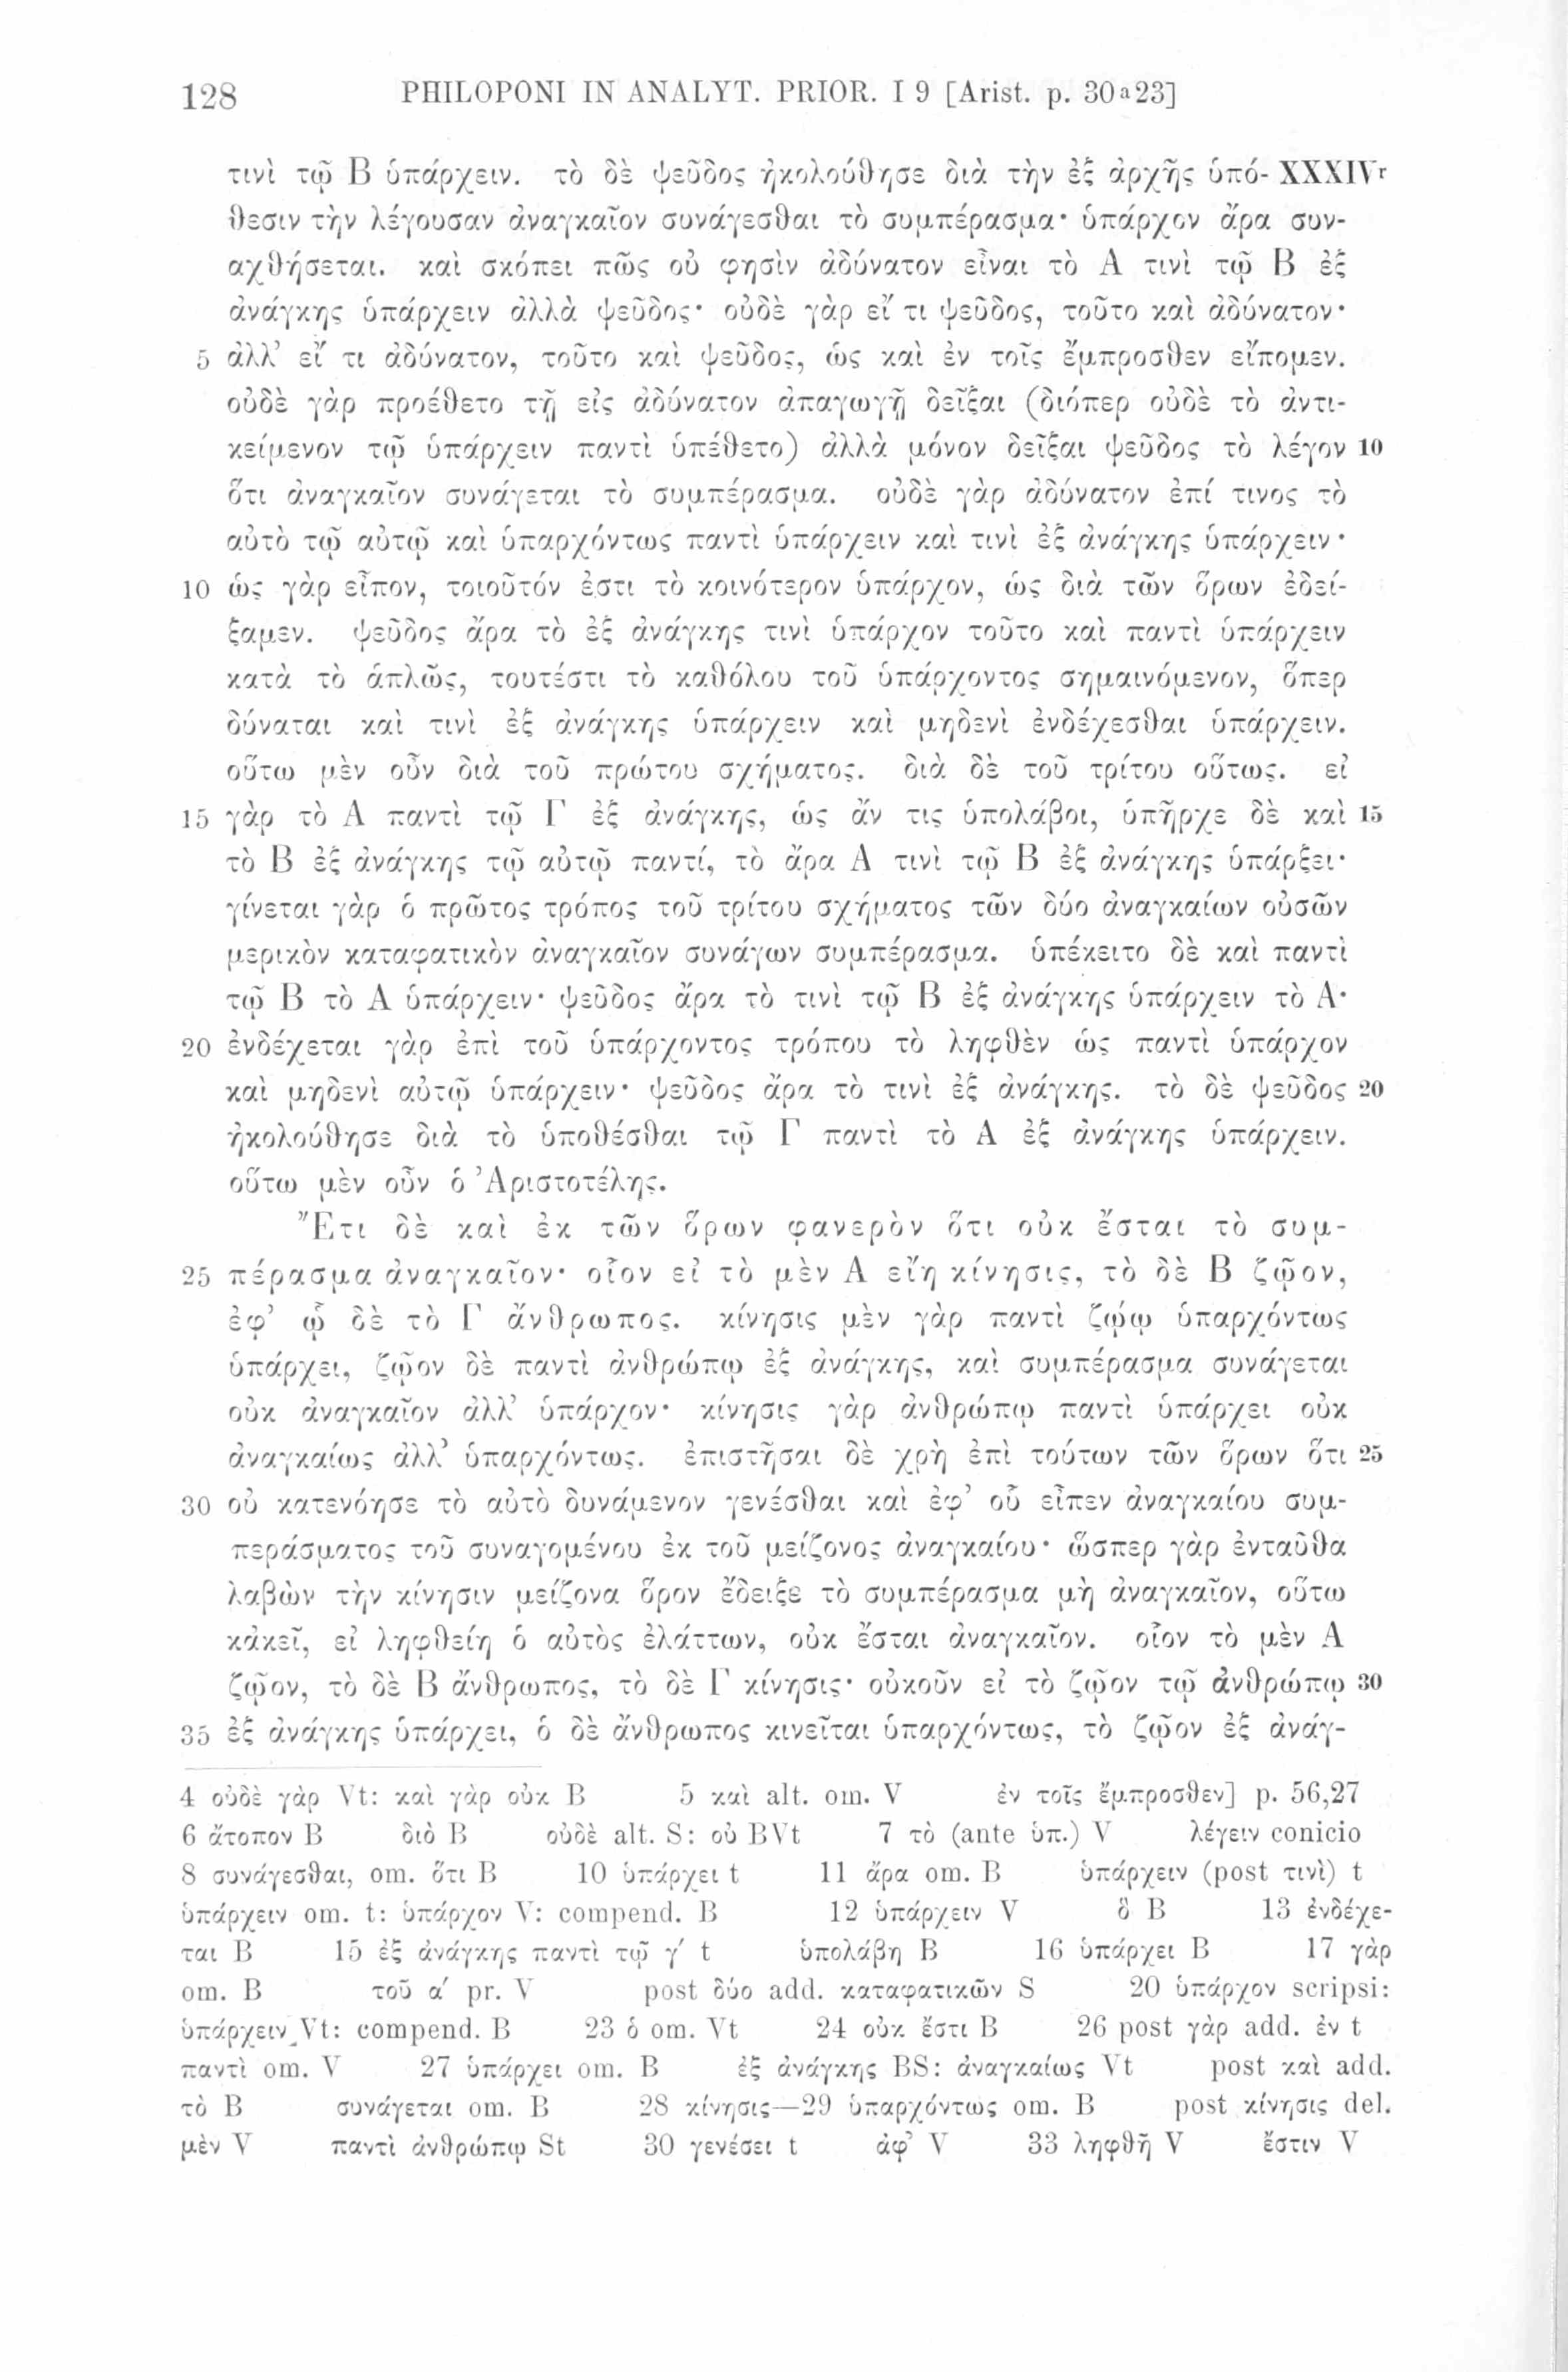 128 PHILOPONI IN ANALYT. PRIOR. I 9 [Arist. p. 30a23]
τινὶ τῷ Β ὑπάρχειν. τὸ δὲ ψεῦδος ἠκολούθησε διὰ τὴν ἐξ ἀρχῆς ὑπό- XXXIVr
θεσιν τὴν λέγουσαν ἀναγκαῖον συνάγεσθαι τὸ συμπέρασμα· ὑπάρχον ἄρα συν-
αχθήσεται. καὶ σκόπει πῶς οὐ φησὶν ἀδύνατον εἶναι τὸ Α τινὶ τῷ Β ἐξ
ἀνάγκης ὑπάρχειν ἀλλὰ ψεῦδος· οὐδὲ γὰρ εἴ τι ψεῦδος, τοῦτο καὶ ἀδύνατον·
5 ἀλλ’ εἴ τι ἀδύνατον, τοῦτο καὶ ψεῦδος, ὡς καὶ ἐν τοῖς ἔμπροσθεν εἴπομεν.
οὐδὲ γὰρ προέθετο τῇ εἰς ἀδύνατον ἀπαγωγῇ δεῖξαι (διόπερ οὐδὲ τὸ ἀντι-
κείμενον τῷ ὑπάρχειν παντὶ ὑπέθετο) ἀλλὰ μόνον δεῖξαι ψεῦδος τὸ λέγον 10
ὅτι ἀναγκαῖον συνάγεται τὸ συμπέρασμα. οὐδὲ γὰρ ἀδύνατον ἐπί τινος τὸ
αὐτὸ τῷ αὐτῷ καὶ ὑπαρχόντως παντὶ ὑπάρχειν καὶ τινὶ ἐξ ἀνάγκης ὑπάρχειν·
10 ὡς γὰρ εἶπον, τοιοῦτόν ἐστι τὸ κοινότερον ὑπάρχον, ὡς διὰ τῶν ὅρων ἐδεί-
ξαμεν. ψεῦδος ἄρα τὸ ἐξ ἀνάγκης τινὶ ὑπάρχον τοῦτο καὶ παντὶ ὑπάρχειν
κατὰ τὸ ἁπλῶς, τουτέστι τὸ καθόλου τοῦ ὑπάρχοντος σημαινόμενον, ὅπερ
δύναται καὶ τινὶ ἐξ ἀνάγκης ὑπάρχειν καὶ μηδενὶ ἐνδέχεσθαι ὑπάρχειν.
οὕτω μὲν οὖν διὰ τοῦ πρώτου σχήματος. διὰ δὲ τοῦ τρίτου οὕτως. εἰ
15 γὰρ τὸ Α παντὶ τῷ Γ ἐξ ἀνάγκης, ὡς ἄν τις ὑπολάβοι, ὑπῆρχε δὲ καὶ 15
τὸ Β ἐξ ἀνάγκης τῷ αὐτῷ παντί, τὸ ἄρα Α τινὶ τῷ Β ἐξ ἀνάγκης ὑπάρξει·
γίνεται γὰρ ὁ πρῶτος τρόπος τοῦ τρίτου σχήματος τῶν δύο ἀναγκαίων οὐσῶν
μερικὸν καταφατικὸν ἀναγκαῖον συνάγων συμπέρασμα. ὑπέκειτο δὲ καὶ παντὶ
τῷ Β τὸ Α ὑπάρχειν· ψεῦδος ἄρα τὸ τινὶ τῷ Β ἐξ ἀνάγκης ὑπάρχειν τὸ Α·
20 ἐνδέχεται γὰρ ἐπὶ τοῦ ὑπάρχοντος τρόπου τὸ ληφθὲν ὡς παντὶ ὑπάρχον
καὶ μηδενὶ αὐτῷ ὑπάρχειν· ψεῦδος ἄρα τὸ τινὶ ἐξ ἀνάγκης. τὸ δὲ ψεῦδος 20
ἠκολούθησε διὰ τὸ ὑποθέσθαι τῷ Γ παντὶ τὸ Α ἐξ ἀνάγκης ὑπάρχειν.
οὕτω μὲν οὖν ὁ Ἀριστοτέλης.
Ἔτι δὲ καὶ ἐκ τῶν ὅρων φανερὸν ὅτι οὐκ ἔσται τὸ συμ-
25 πέρασμα ἀναγκαῖον· οἷον εἰ τὸ μὲν Α εἴη κίνησις, τὸ δὲ Β ζῷον,
ἐφ’ ᾧ δὲ τὸ Γ ἄνθρωπος. κίνησις μὲν γὰρ παντὶ ζῴῳ ὑπαρχόντως
ὑπάρχει, ζῷον δὲ παντὶ ἀνθρώπῳ ἐξ ἀνάγκης, καὶ συμπέρασμα συνάγεται
οὐκ ἀναγκαῖον ἀλλ’ ὑπάρχον· κίνησις γὰρ ἀνθρώπῳ παντὶ ὑπάρχει οὐκ
ἀναγκαίως ἀλλ’ ὑπαρχόντως. ἐπιστῆσαι δὲ χρὴ ἐπὶ τούτων τῶν ὅρων ὅτι 25
30 οὐ κατενόησε τὸ αὐτὸ δυνάμενον γενέσθαι καὶ ἐφ’ οὗ εἶπεν ἀναγκαίου συμ-
περάσματος τοῦ συναγομένου ἐκ τοῦ μείζονος ἀναγκαίου· ὥσπερ γὰρ ἐνταῦθα
λαβὼν τὴν κίνησιν μείζονα ὅρον ἔδειξε τὸ συμπέρασμα μὴ ἀναγκαῖον, οὕτω
κἀκεῖ, εἰ ληφθείη ὁ αὐτὸς ἐλάττων, οὐκ ἔσται ἀναγκαῖον. οἷον τὸ μὲν Α
ζῷον, τὸ δὲ Β ἄνθρωπος, τὸ δὲ Γ κίνησις· οὐκοῦν εἰ τὸ ζῷον τῷ ἀνθρώπῳ 30
35 ἐξ ἀνάγκης ὑπάρχει, ὁ δὲ ἄνθρωπος κινεῖται ὑπαρχόντως, τὸ ζῷον ἐξ ἀνάγ-
4 οὐδὲ γὰρ Vt: καὶ γὰρ οὐκ B 5 καὶ alt. om. V ἐν τοῖς ἔμπροσθεν] p. 56,27
6 ἄτοπον B διὸ B οὐδὲ alt. S: οὐ BVt 7 τὸ (ante ὑπ.) V λέγειν conicio
8 συνάγεσθαι, om. ὅτι B 10 ὑπάρχει t 11 ἄρα om. B ὑπάρχειν (post τινὶ) t
ὑπάρχειν om. t: ὑπάρχον V: compend. B 12 ὑπάρχειν V ὃ B 13 ἐνδέχε-
ται B 15 ἐξ ἀνάγκης παντὶ τῷ γ′ t ὑπολάβη B 16 ὑπάρχει B 17 γὰρ
om. B τοῦ α′ pr. V post δύο add. καταφατικῶν S 20 ὑπάρχον scripsi:
ὑπάρχειν Vt: compend. B 23 ὁ om. Vt 24 οὐκ ἔστι B 26 post γὰρ add. ἐν t
παντὶ om. V 27 ὑπάρχει om. B ἐξ ἀνάγκης BS: ἀναγκαίως Vt post καὶ add.
τὸ B συνάγεται om. B 28 κίνησις—29 ὑπαρχόντως om. B post κίνησις del.
μὲν V παντὶ ἀνθρώπῳ St 30 γενέσει t ἀφ’ V 33 ληφθῆ V ἔστιν V